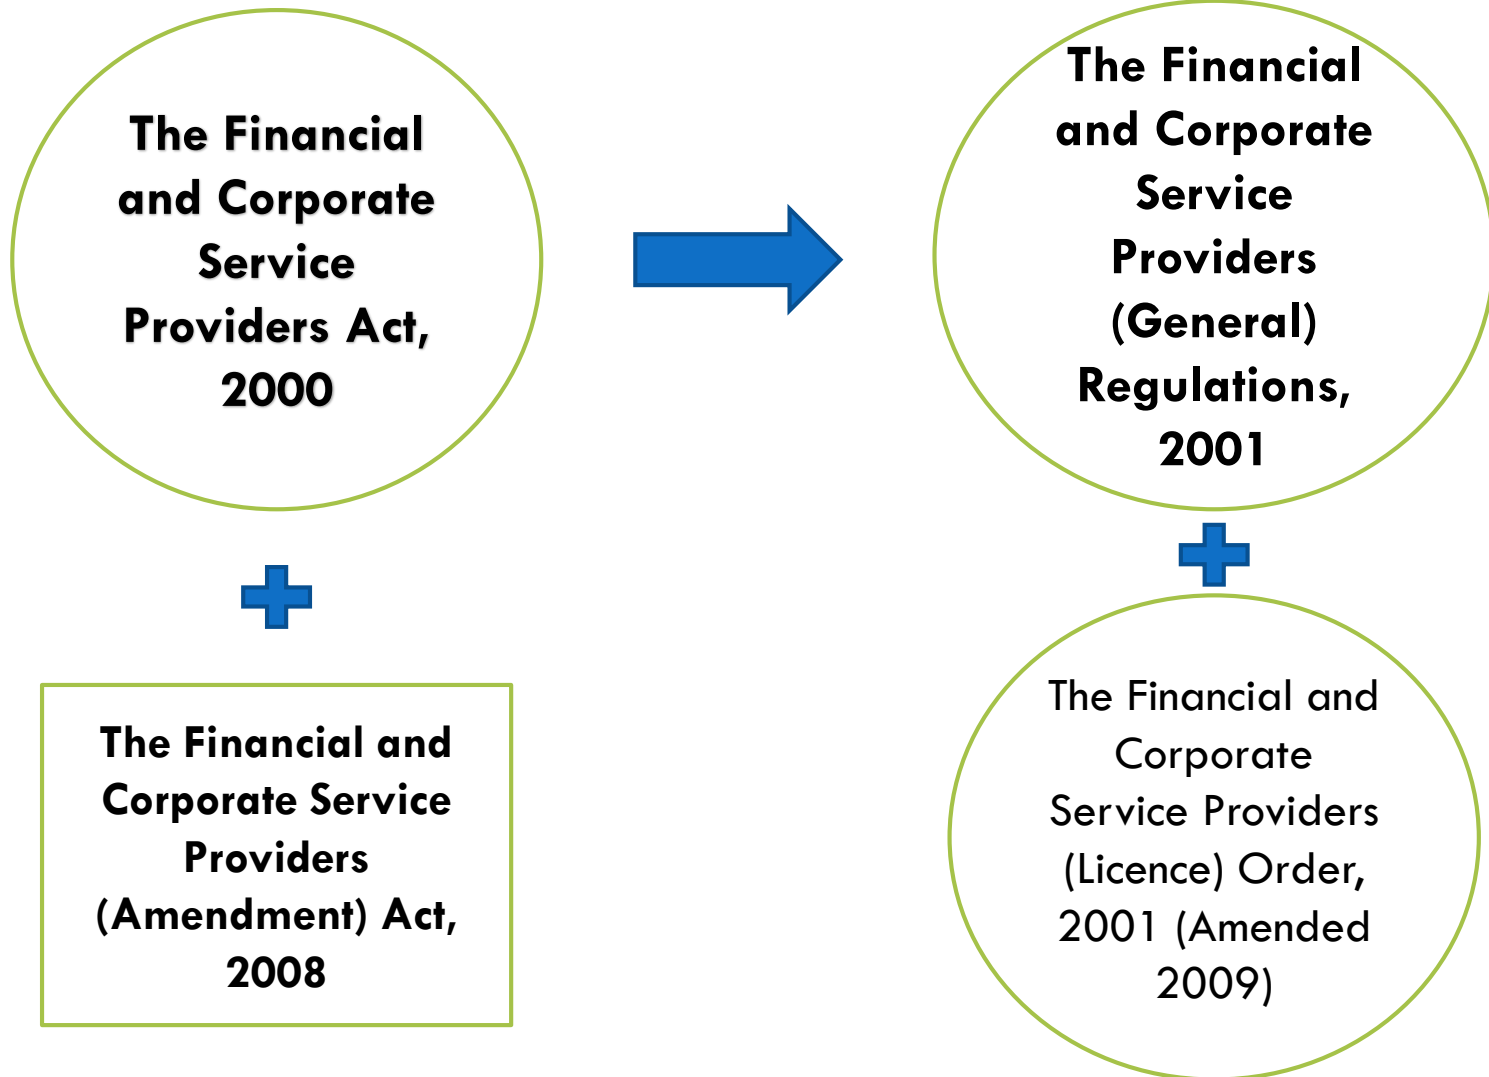 The Financial
and Corporate
Service
Providers Act,
2000
The Financial and
Corporate Service
Providers
(Amendment) Act,
2008
The Financial
and Corporate
Service
Providers
(General)
Regulations,
2001
The Financial and
Corporate
Service Providers
(Licence) Order,
2001 (Amended
2009)